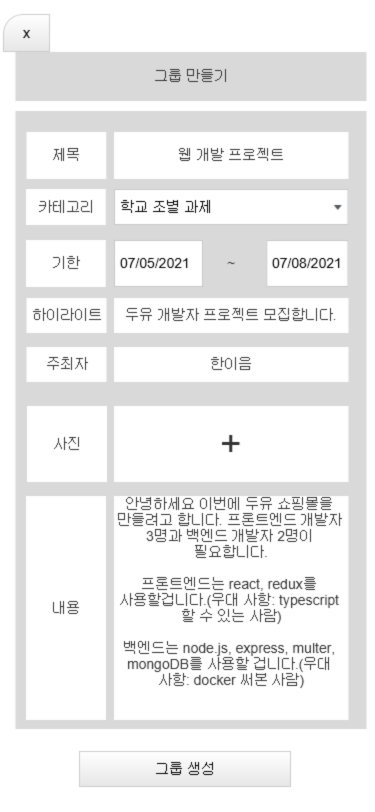 x
그룹 만들기
제목
웹 개발 프로젝트
카테고리
학교 조별 과제
기한
07/05/2021
~
07/08/2021
하이라이트
두유 개발자 프로젝트 모집합니다.
주최자
한이음
사진
+
내용
안녕하세요 이번에 두유 쇼핑몰을
만들려고 합니다. 프론트엔드 개발자
3명과 백엔드 개발자 2명이
필요합니다.
프론트엔드는 react, redux를
사용할겁니다.(우대 사항: typescript
할 수 있는 사람)
백엔드는 node.js, express, multer,
mongoDB를 사용할 겁니다.(우대
사항: docker 써본 사람)
그룹 생성